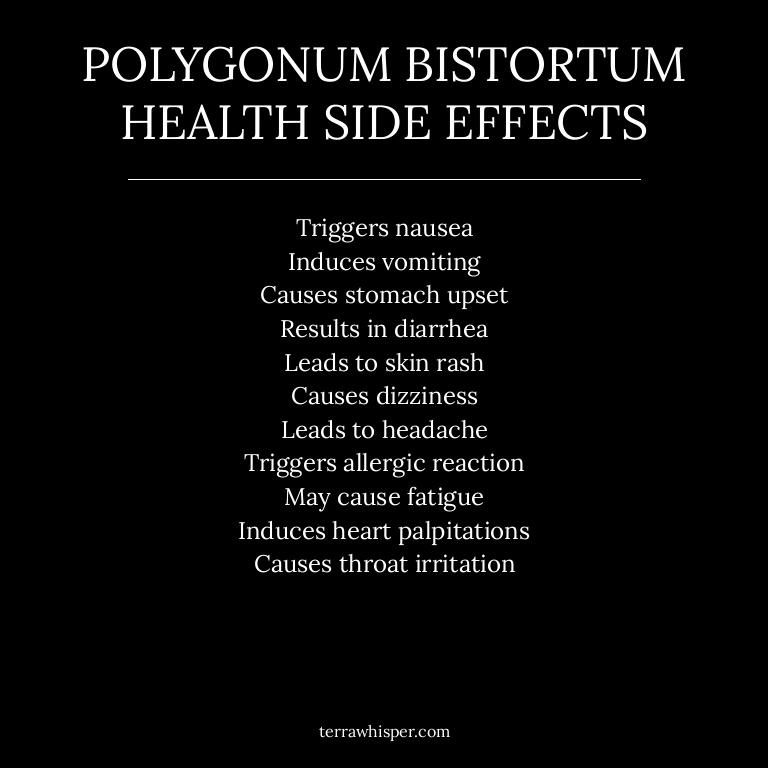 POLYGONUM BISTORTUM
HEALTH SIDE EFFECTS
Triggers nausea
Induces vomiting
Causes stomach upset
Results in diarrhea
Leads to skin rash
Causes dizziness
Leads to headache
Triggers allergic reaction
May cause fatigue
Induces heart palpitations
Causes throat irritation
terrawhisper.com